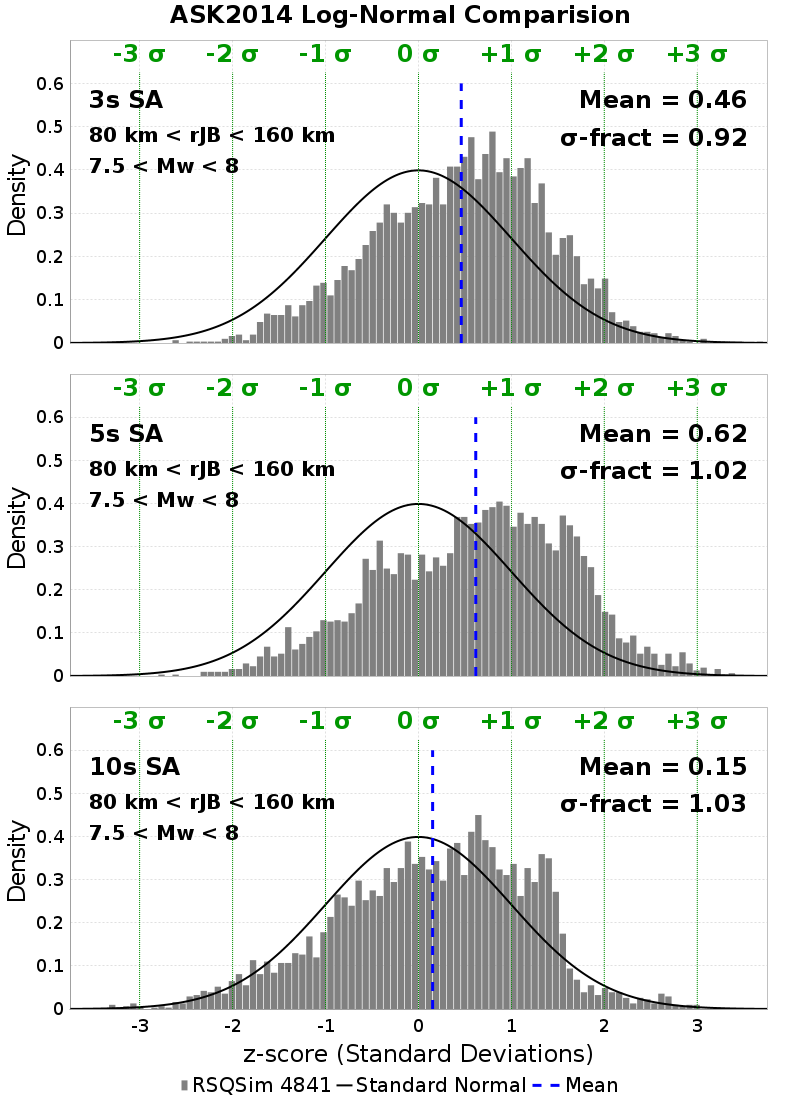 ASK2014 Log-Normal Comparision
-3 σ -2 σ -1 σ 0 σ +1 σ +2 σ +3 σ
0.6
3s SA Mean = 0.46
0.5
80 km < rJB < 160 km σ-fract = 0.92
7.5 < Mw < 8
0.4
Density
0.3
0.2
0.1
0
-3 σ -2 σ -1 σ 0 σ +1 σ +2 σ +3 σ
0.6
5s SA Mean = 0.62
0.5
80 km < rJB < 160 km σ-fract = 1.02
7.5 < Mw < 8
0.4
Density
0.3
0.2
0.1
0
-3 σ -2 σ -1 σ 0 σ +1 σ +2 σ +3 σ
0.6
10s SA Mean = 0.15
0.5
80 km < rJB < 160 km σ-fract = 1.03
7.5 < Mw < 8
0.4
Density
0.3
0.2
0.1
0
-3 -2 -1 0 1 2 3
z-score (Standard Deviations)
RSQSim 4841 Standard Normal Mean